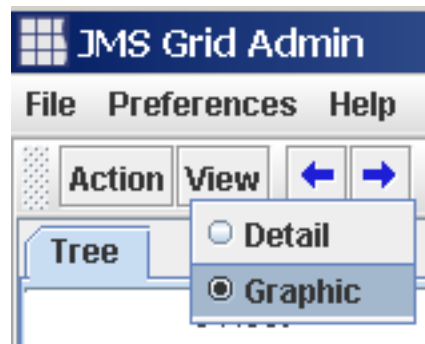 JMS Grid Admin
File Preferences Help
Action View
Tree
Detail
Graphic